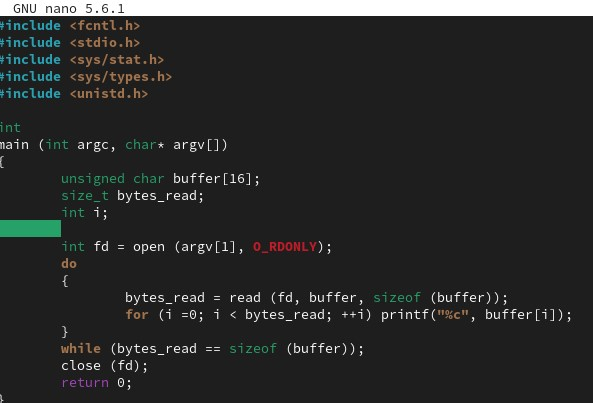 GNU nano 5.6.1
#include <fcntl.h>
#include <stdio.h>
#include <sys/stat.h>
#include <sys/types.h>
#include <unistd.h>
int
main (int argc, char* argv[])
{
unsigned char buffer[16];
size_t bytes_read;
int i;
int fd = open (argv[1], O_RDONLY);
do
{
bytes_read = read (fd, buffer, sizeof (buffer));
for (i =0; i < bytes_read; ++i) printf("%c", buffer[i]);
}
while (bytes_read == sizeof (buffer));
close (fd);
return 0;
}